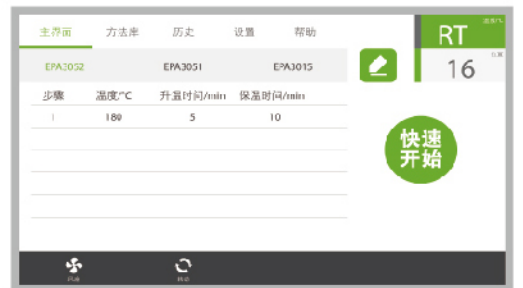 主界面 方法库 历史 设置 帮助
RT
EPA3052 EPA3051 EPA3015
16
步骤 温度/°C 升温时间/min 保温时间/min
1 180 5 10
快速
开始